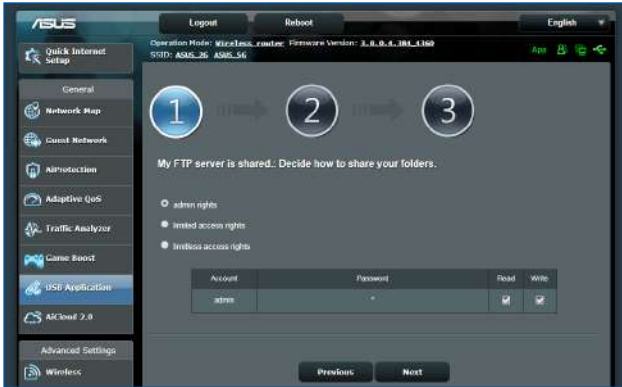 ASUS
Logout
Reboot
English
Operation Mode: Wireless router Firmware Version: 3.0.0.4.384_4360
SSID: ASUS_2G ASUS_5G
App
Quick Internet
Setup
General
Network Map
Guest Network
AiProtection
Adaptive QoS
Traffic Analyzer
Game Boost
USB Application
AiCloud 2.0
Advanced Settings
Wireless
1
2
3
My FTP server is shared.: Decide how to share your folders.
admin rights
limited access rights
limitless access rights
Account Password Read Write
admin *
Previous
Next